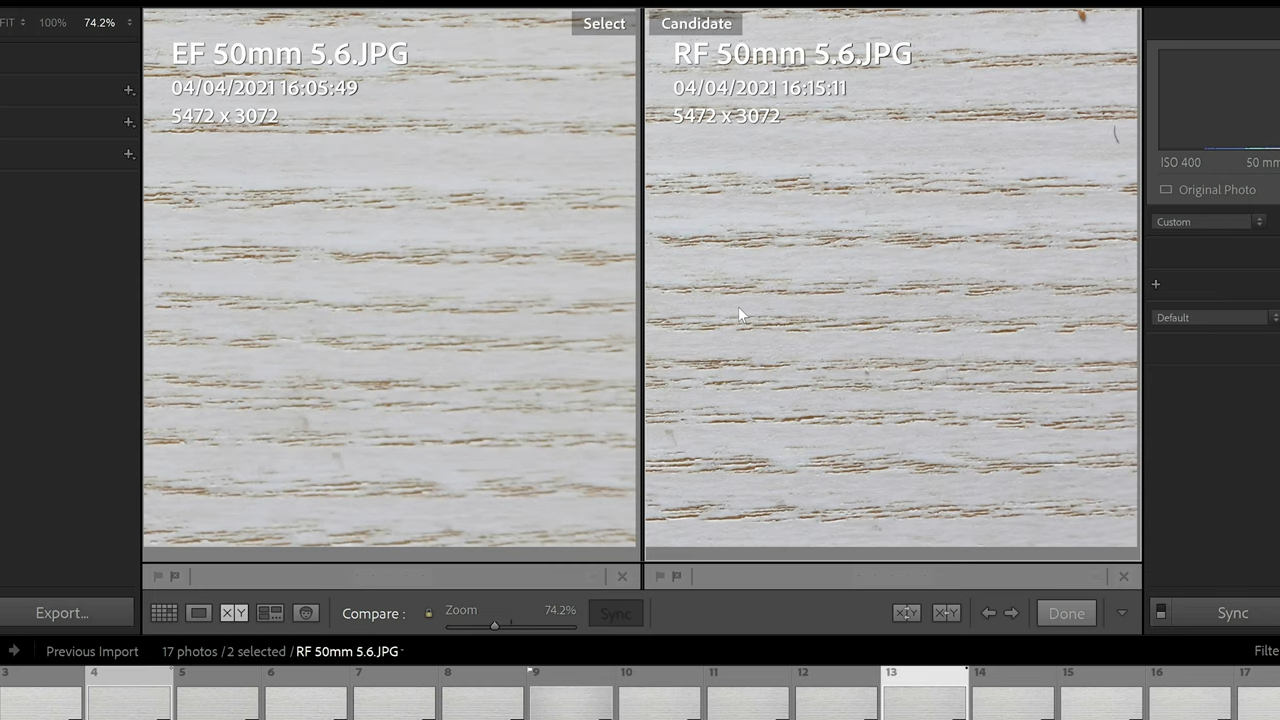 FIT 100% 74.2%
Select
Candidate
EF 50mm 5.6.JPG
04/04/2021 16:05:49
5472 x 3072
RF 50mm 5.6.JPG
04/04/2021 16:15:11
5472 x 3072
ISO 400 50 mm
Original Photo
Custom
Default
Export...
X Y
Compare :
Zoom 74.2%
Sync
Done
Sync
Previous Import 17 photos / 2 selected / RF 50mm 5.6.JPG
Filte
3 4 5 6 7 8 9 10 11 12 13 14 15 16 17